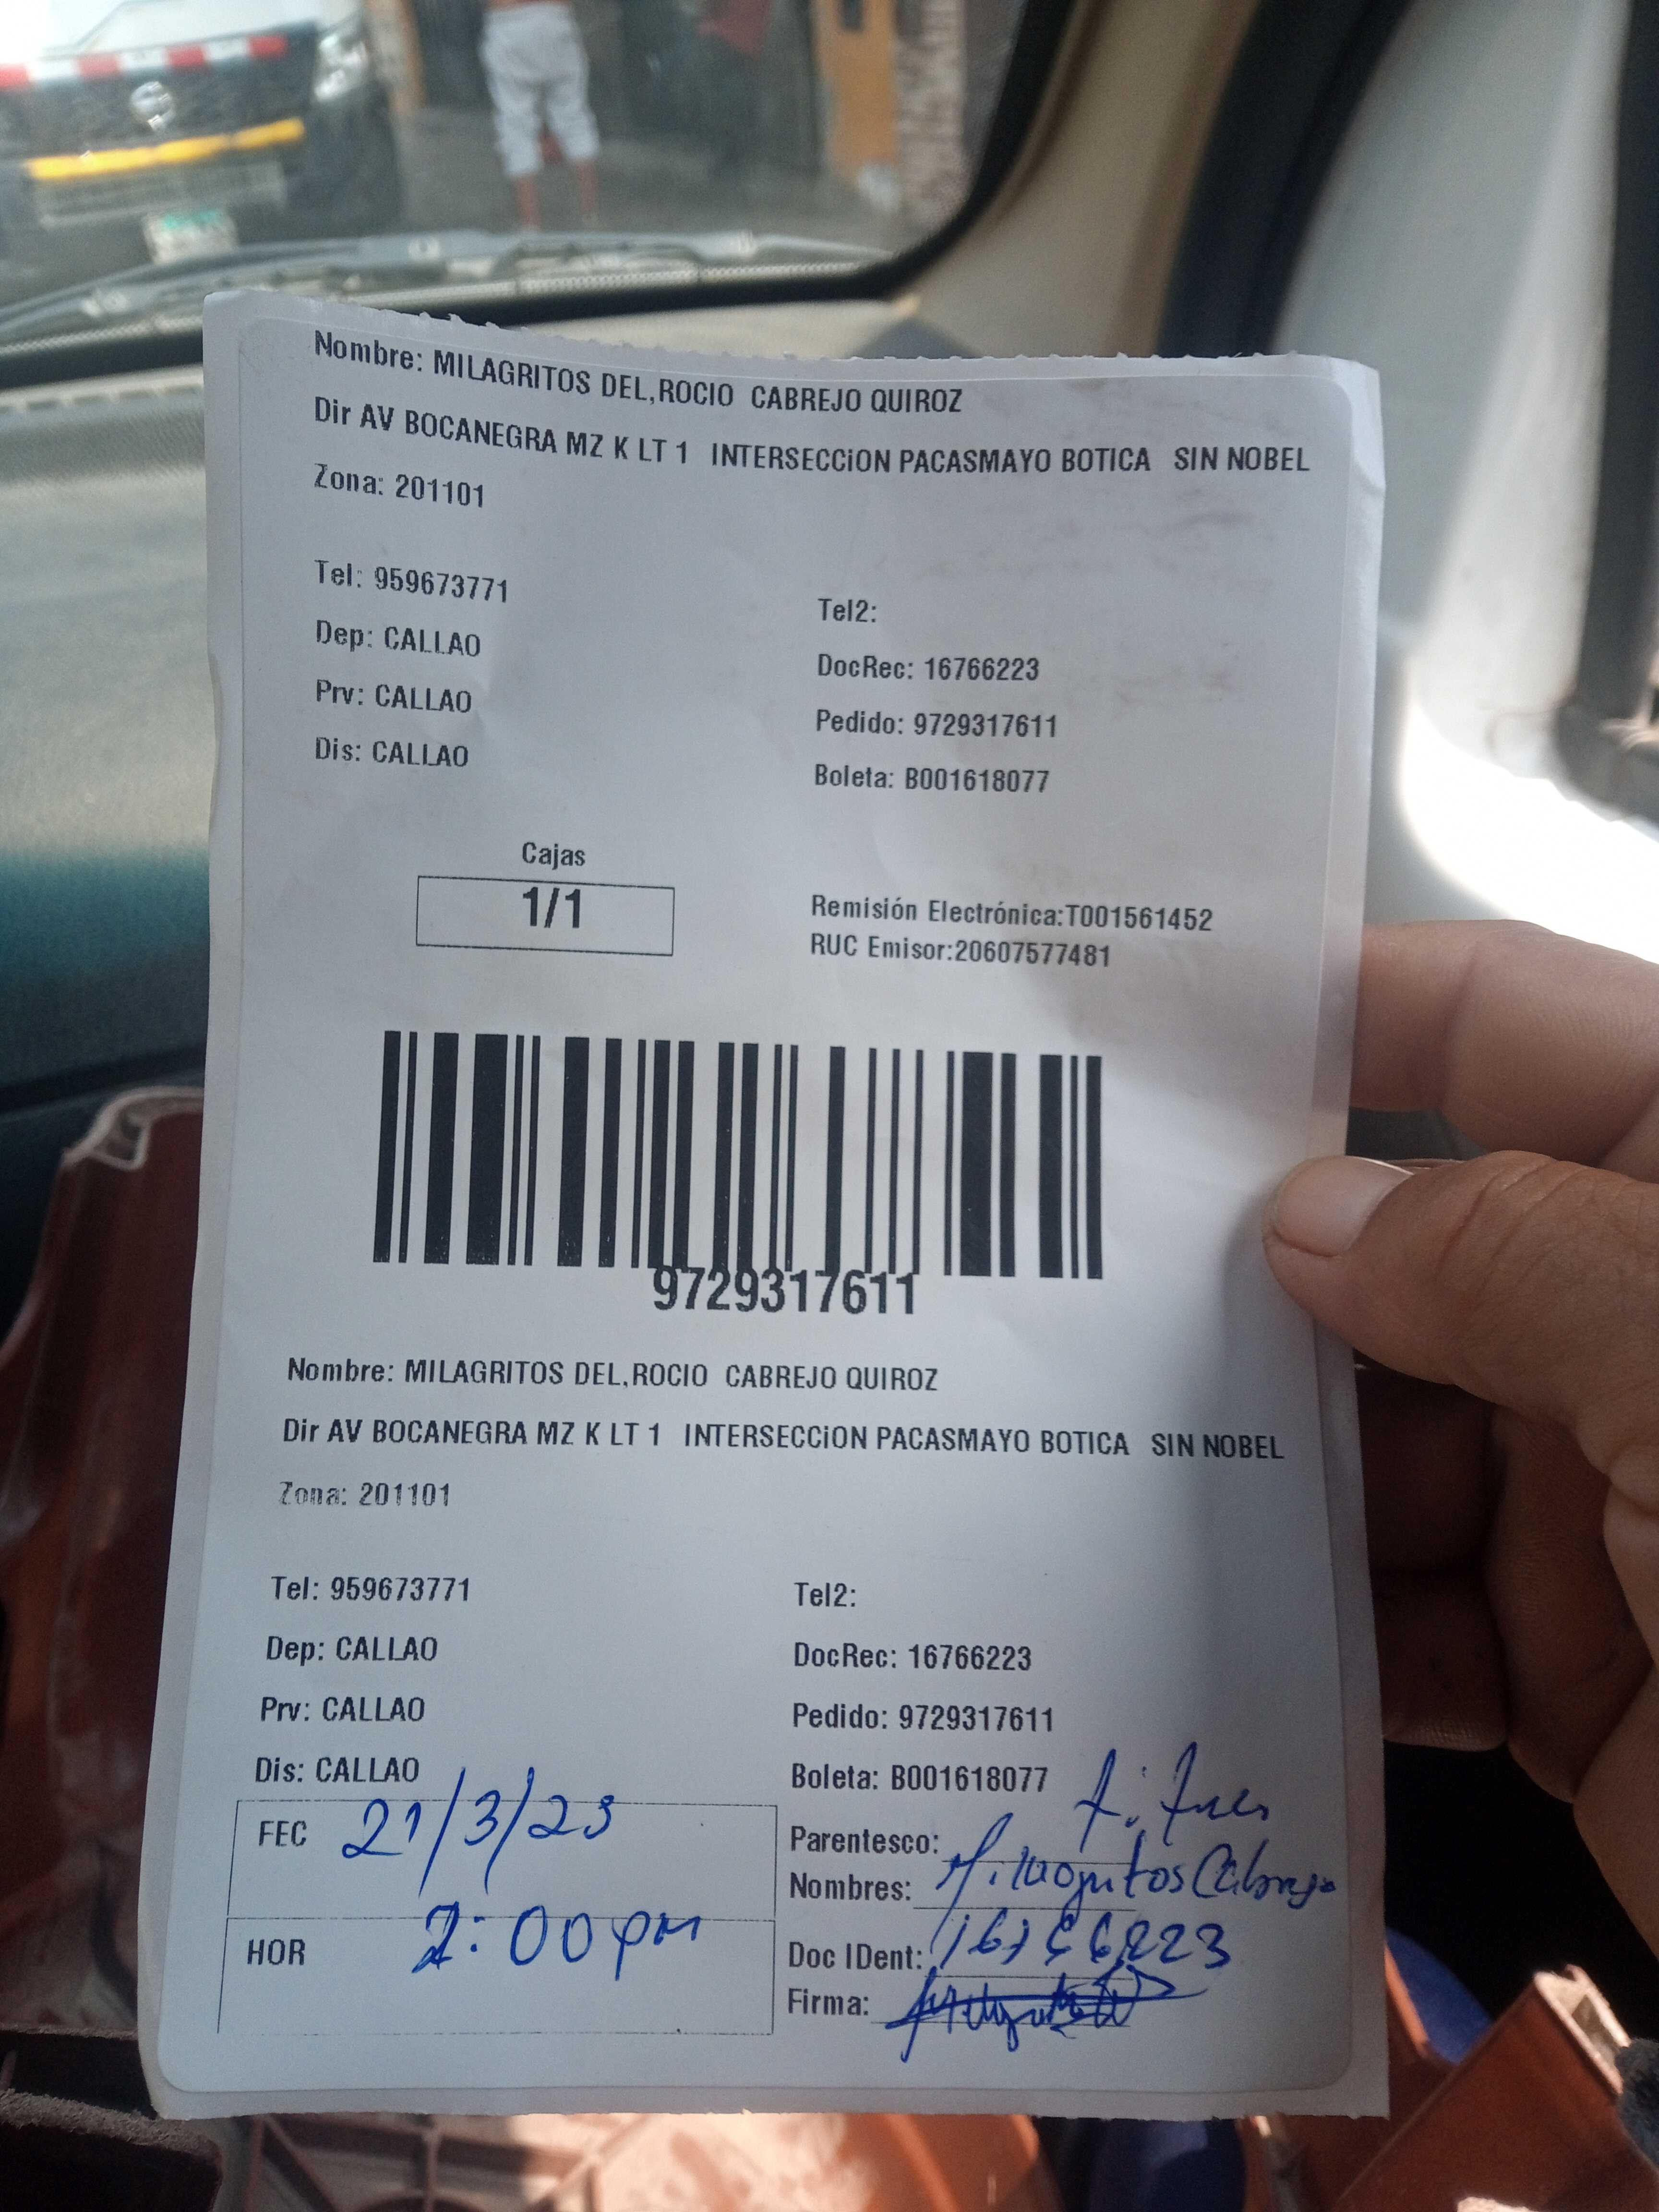 Nombre: MILAGRITOS DEL,ROCIO CABREJO QUIROZ
Dir AV BOCANEGRA MZ K LT 1 INTERSECCiON PACASMAYO BOTICA SIN NOBEL
Zona: 201101
Tel: 959673771
Tel2:
Dep: CALLAO
DocRec: 16766223
Prv: CALLAO
Pedido: 9729317611
Dis: CALLAO
Boleta: B001618077
Cajas
1/1
Remisión Electrónica:T001561452
RUC Emisor:20607577481
9729317611
Nombre: MILAGRITOS DEL,ROCIO CABREJO QUIROZ
Dir AV BOCANEGRA MZ K LT 1 INTERSECCiON PACASMAYO BOTICA SIN NOBEL
Zona: 201101
Tel: 959673771
Tel2:
Dep: CALLAO
DocRec: 16766223
Prv: CALLAO
Pedido: 9729317611
Dis: CALLAO
Boleta: B001618077
FEC 21/3/23
Parentesco:
Nombres: Milagritos Cabrejo
HOR 2:00 pm
Doc IDent: 16766223
Firma: